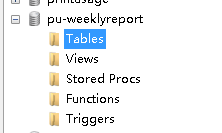 printusage
pu-weeklyreport
Tables
Views
Stored Procs
Functions
Triggers